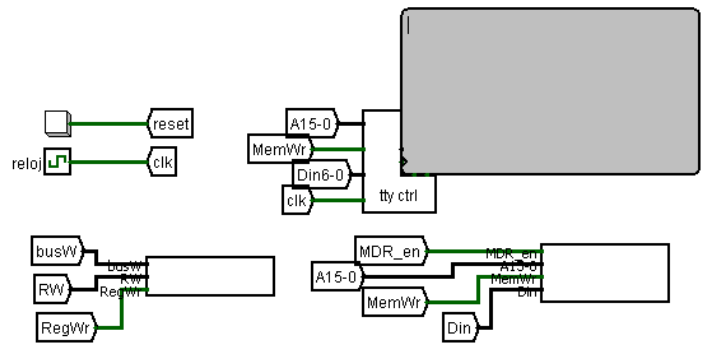 reset
reloj
clk
A15-0
MemWr
Din6-0
clk
tty ctrl
busW
busW
RW
RW
RegWr
RegWr
MDR_en
MDR_en
A15-0
A15-0
MemWr
MemWr
Din
Din